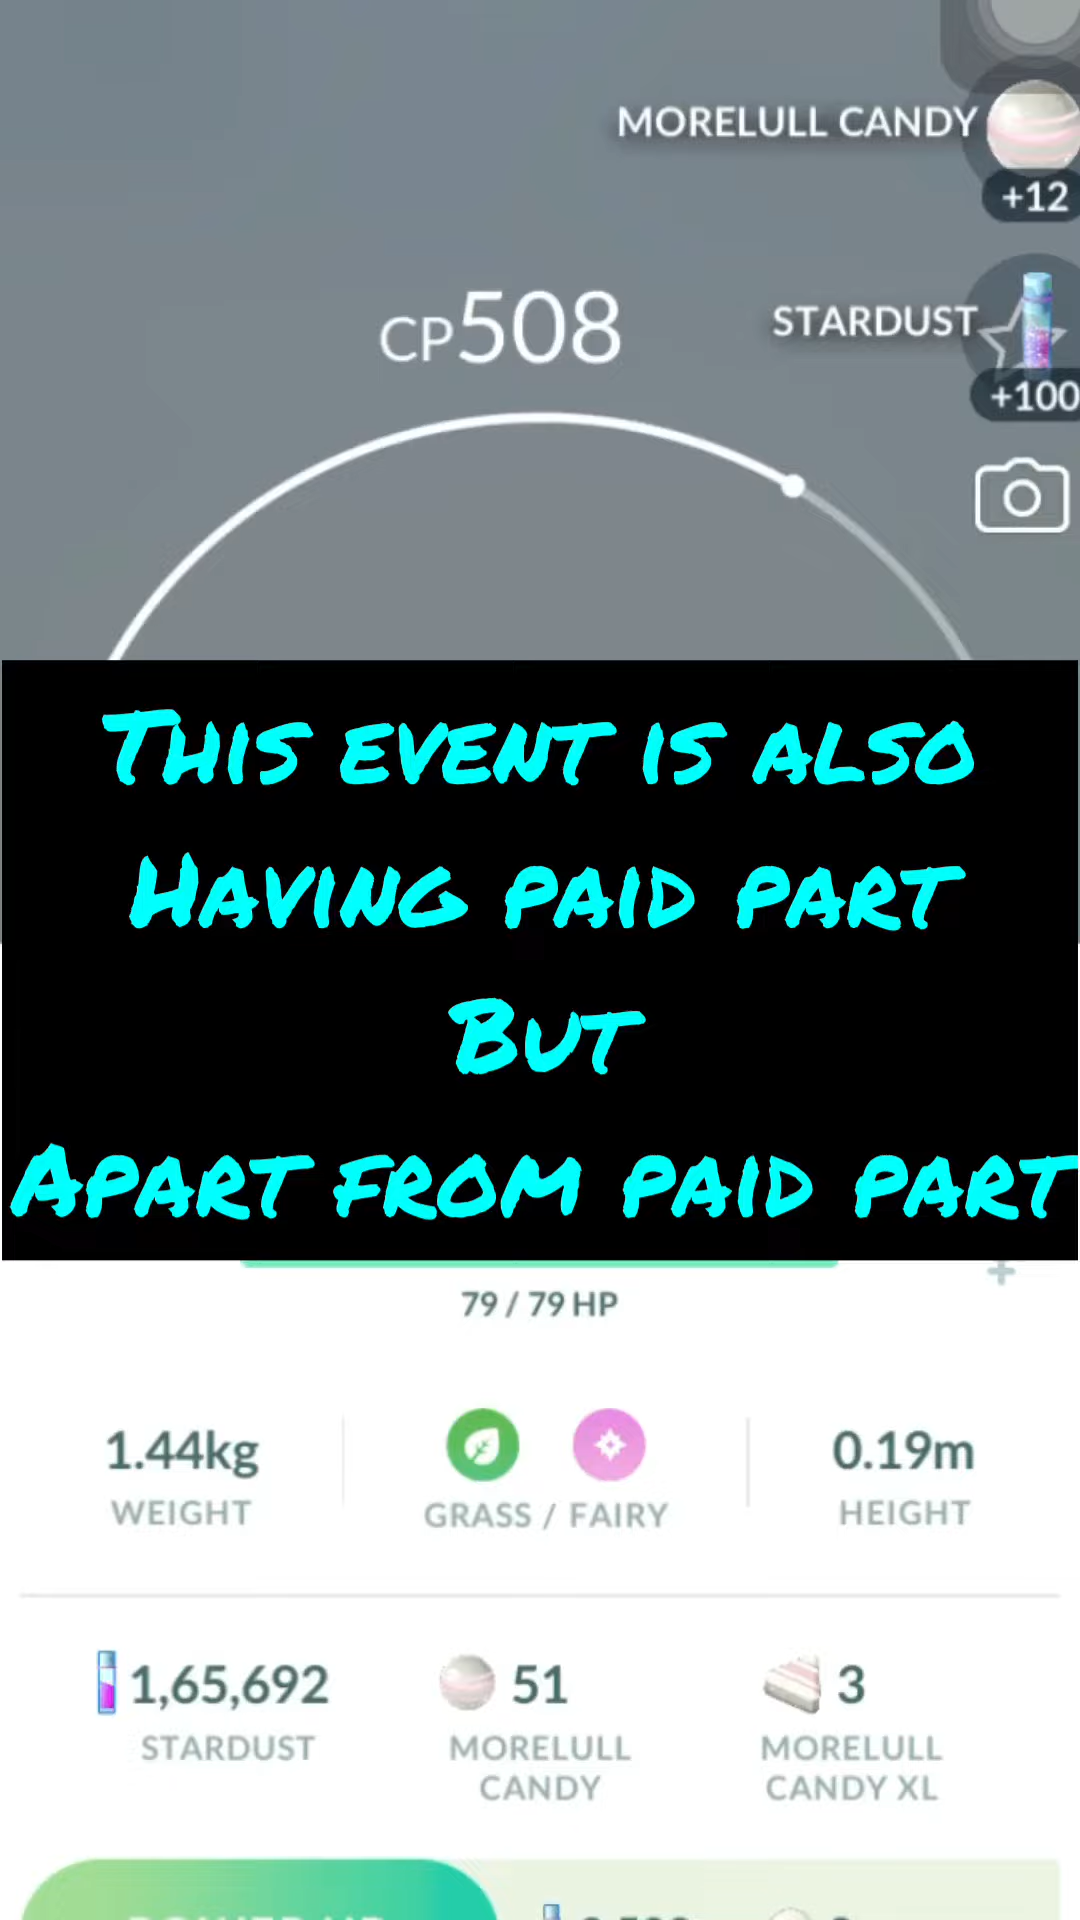 MORELULL CANDY
+12
CP508
STARDUST
+100
This event is also
Having paid part
But
Apart from paid part
79 / 79 HP
1.44kg
WEIGHT
GRASS / FAIRY
0.19m
HEIGHT
1,65,692
STARDUST
51
MORELULL
CANDY
3
MORELULL
CANDY XL